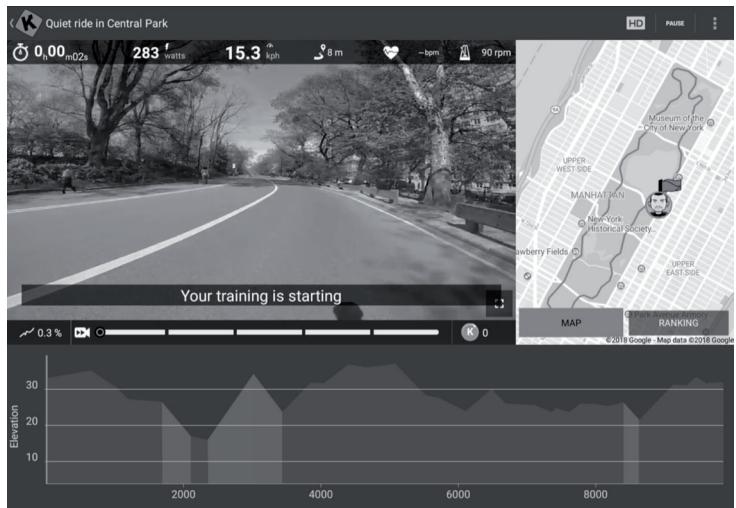 K Quiet ride in Central Park
HD PAUSE
0h00m02s 283 watts 15.3 kph 8 m --bpm 90 rpm
9A
Museum of the
City of New York
UPPER
WEST SIDE
MANHATTAN
New-York
Historical Society...
awberry Fields
UPPER
EAST SIDE
Park Avenue Armory
Your training is starting
MAP RANKING
©2018 Google - Map data ©2018 Google
0.3 % K 0
Elevation
30
20
10
2000 4000 6000 8000